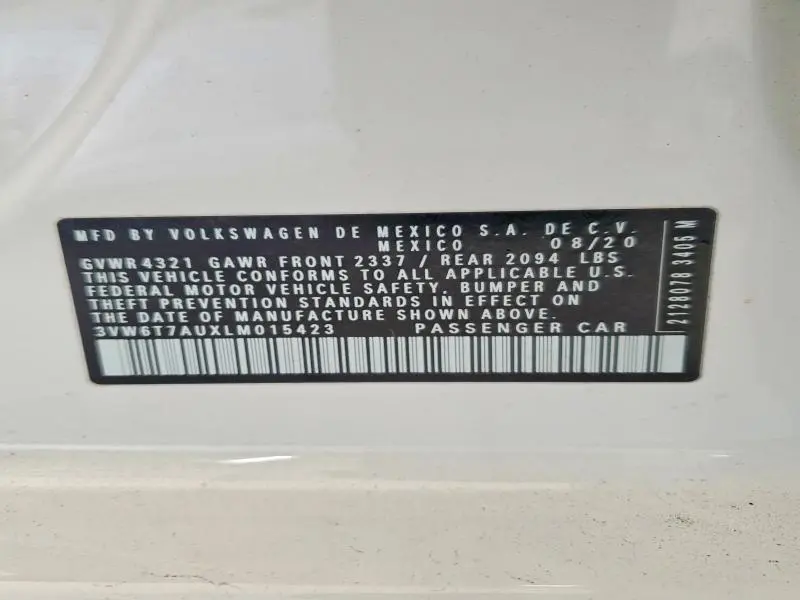 MFD BY VOLKSWAGEN DE MEXICO S.A. DE C.V.
MEXICO 08/20
GVWR 4321 GAWR FRONT 2337 / REAR 2094 LBS
THIS VEHICLE CONFORMS TO ALL APPLICABLE U.S.
FEDERAL MOTOR VEHICLE SAFETY, BUMPER AND
THEFT PREVENTION STANDARDS IN EFFECT ON
THE DATE OF MANUFACTURE SHOWN ABOVE.
3VW6T7AUXLM015423 PASSENGER CAR
2128078 3405 M